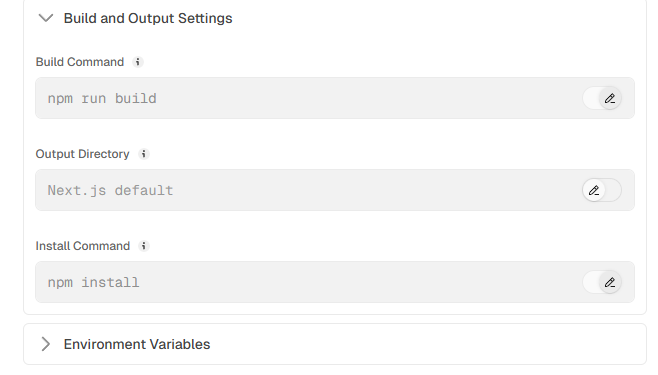 Build and Output Settings
Build Command
npm run build
Output Directory
Next.js default
Install Command
npm install
Environment Variables